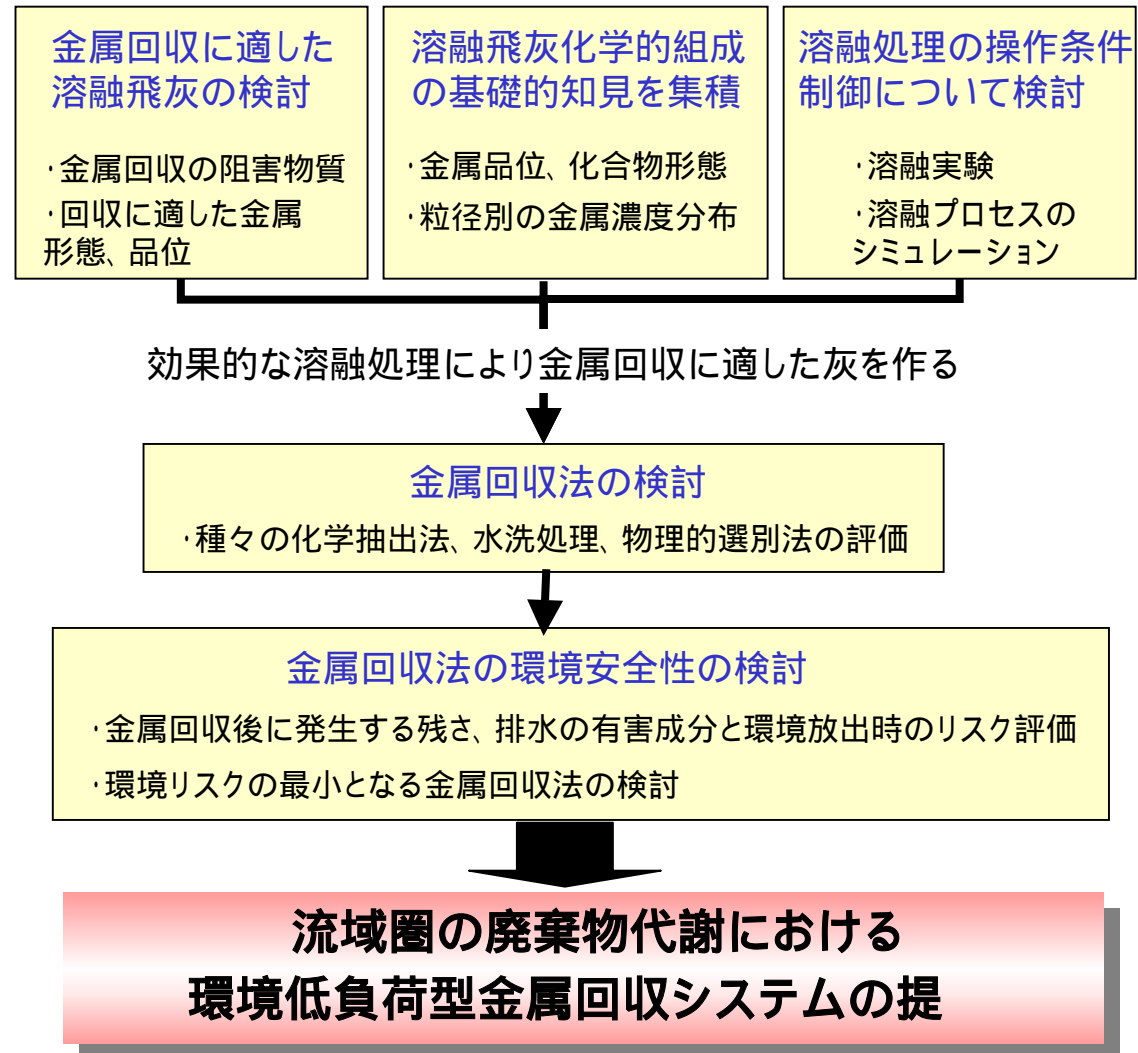 金属回収に適した
溶融飛灰の検討
・金属回収の阻害物質
・回収に適した金属
形態、品位
溶融飛灰化学的組成
の基礎的知見を集積
・金属品位、化合物形態
・粒径別の金属濃度分布
溶融処理の操作条件
制御について検討
・溶融実験
・溶融プロセスの
シミュレーション
効果的な溶融処理により金属回収に適した灰を作る
金属回収法の検討
・種々の化学抽出法、水洗処理、物理的選別法の評価
金属回収法の環境安全性の検討
・金属回収後に発生する残さ、排水の有害成分と環境放出時のリスク評価
・環境リスクの最小となる金属回収法の検討
流域圏の廃棄物代謝における
環境低負荷型金属回収システムの提